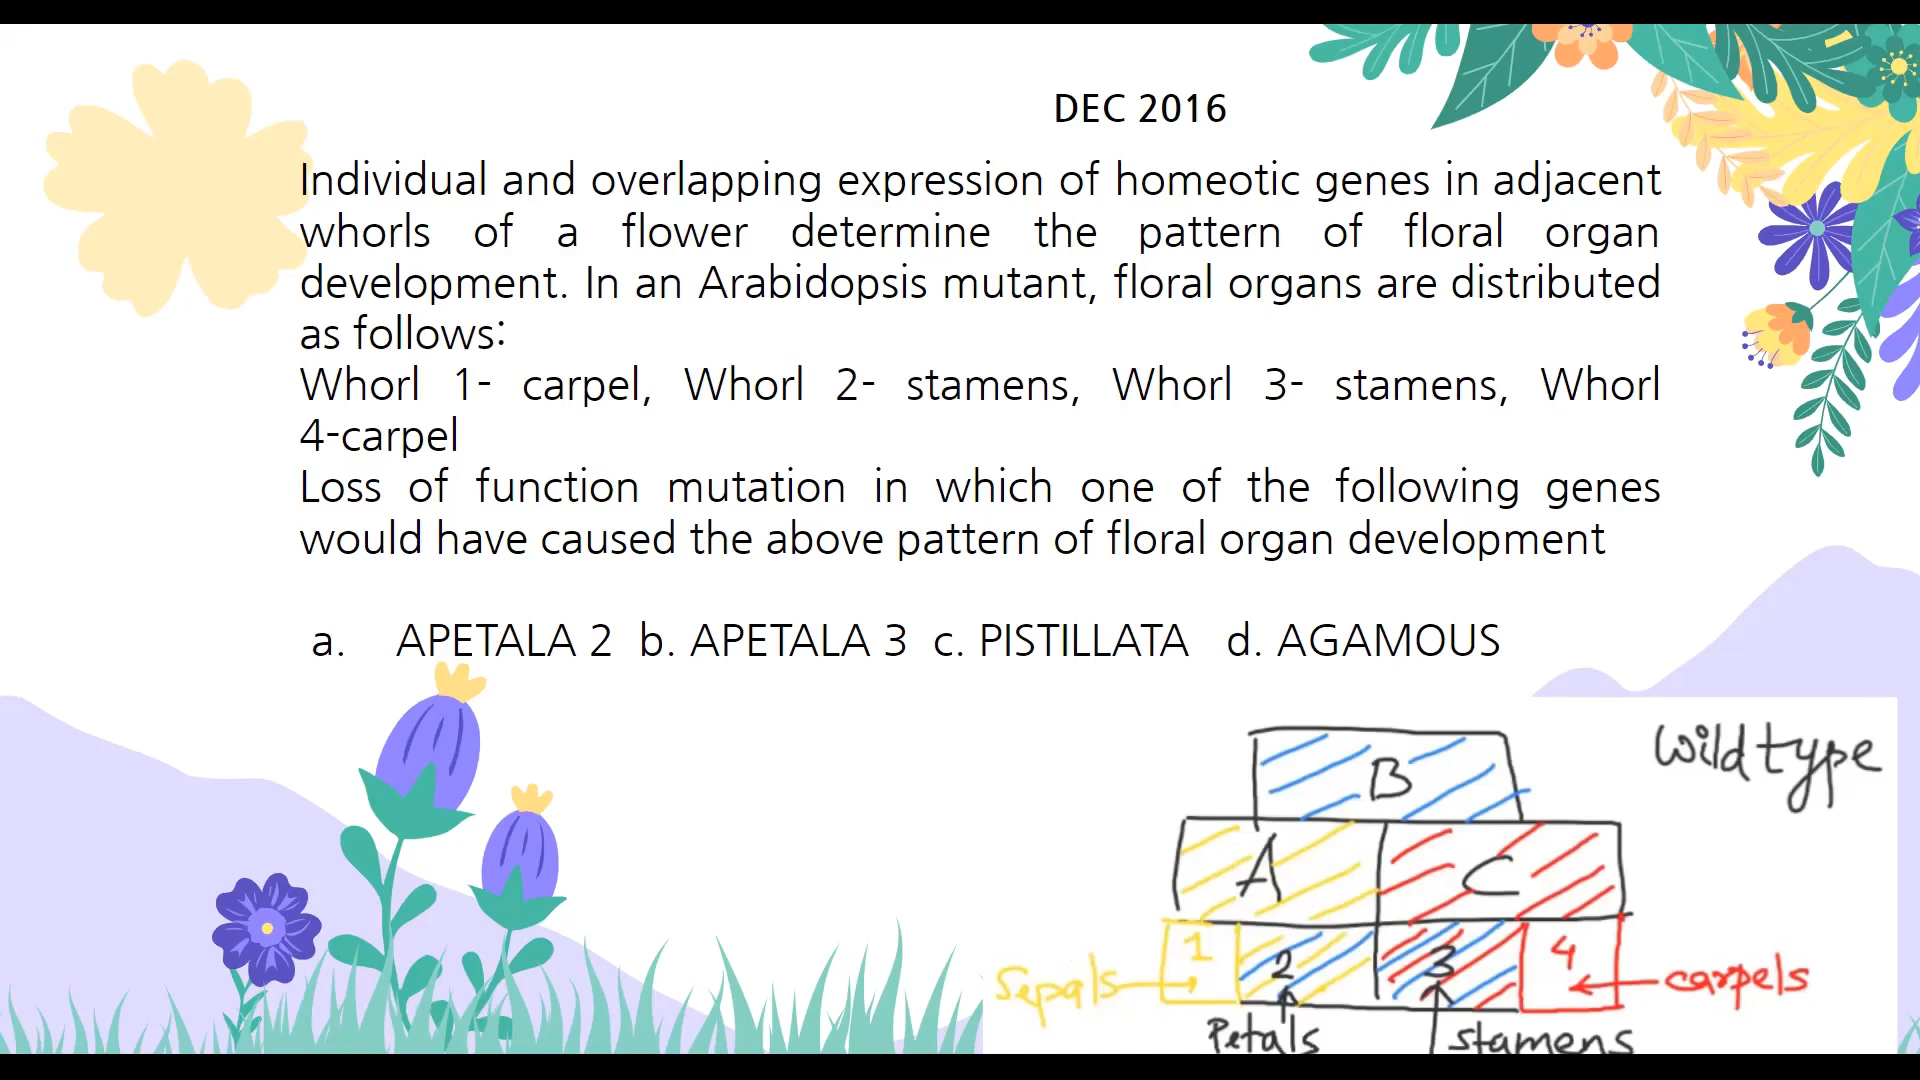 DEC 2016
Individual and overlapping expression of homeotic genes in adjacent
whorls of a flower determine the pattern of floral organ
development. In an Arabidopsis mutant, floral organs are distributed
as follows:
Whorl 1- carpel, Whorl 2- stamens, Whorl 3- stamens, Whorl
4-carpel
Loss of function mutation in which one of the following genes
would have caused the above pattern of floral organ development
a. APETALA 2 b. APETALA 3 c. PISTILLATA d. AGAMOUS
Wild type
B
A C
1 2 3 4
Sepals carpels
Petals stamens